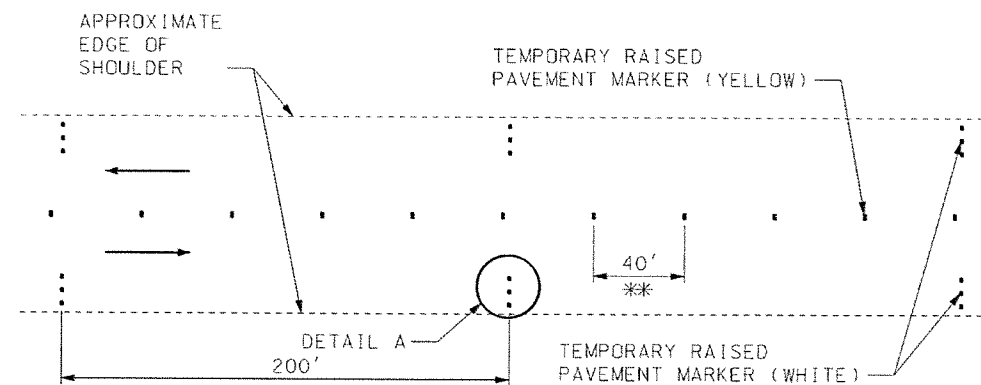 APPROXIMATE
EDGE OF
SHOULDER
TEMPORARY RAISED
PAVEMENT MARKER (YELLOW)
40'
**
DETAIL A
200'
TEMPORARY RAISED
PAVEMENT MARKER (WHITE)